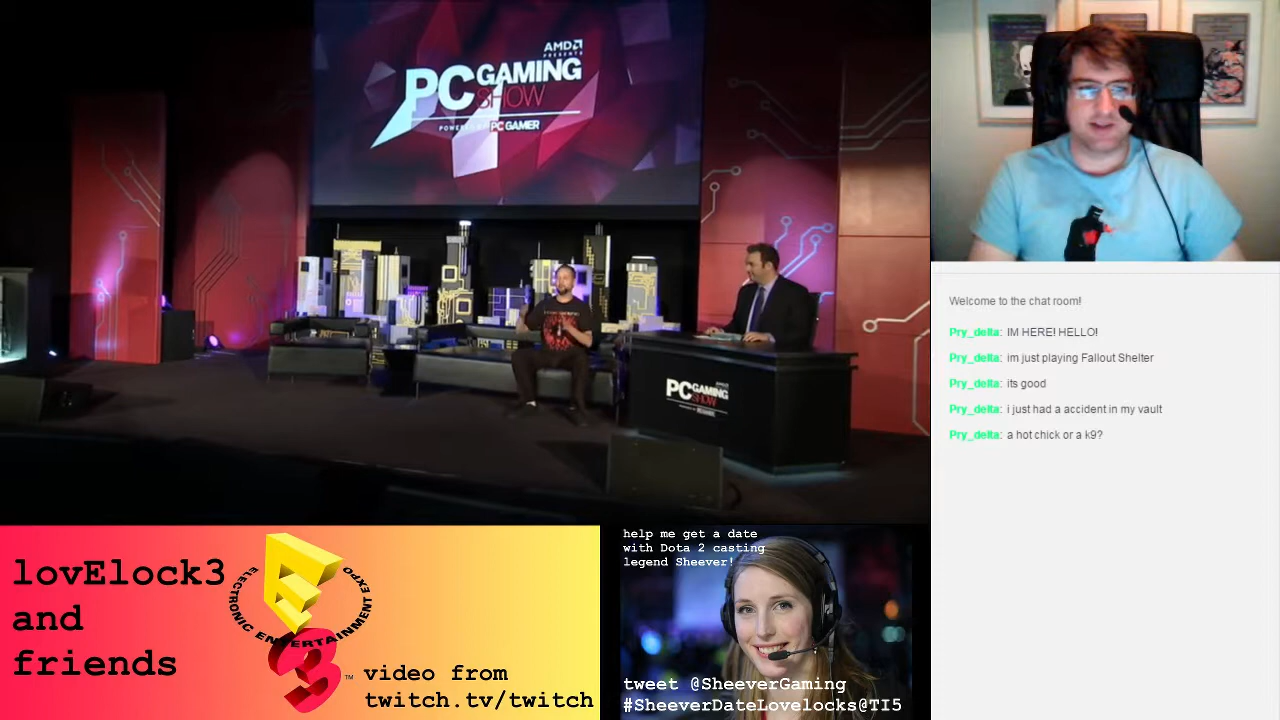 AMD
PRESENTS
PC GAMING
SHOW
POWERED BY PC GAMER
PC GAMING
SHOW
Welcome to the chat room!
Pry_delta: IM HERE! HELLO!
Pry_delta: im just playing Fallout Shelter
Pry_delta: its good
Pry_delta: i just had a accident in my vault
Pry_delta: a hot chick or a k9?
lovElock3
and
friends
E3
ELECTRONIC ENTERTAINMENT EXPO
TM
video from
twitch.tv/twitch
help me get a date
with Dota 2 casting
legend Sheever!
tweet @SheeverGaming
#SheeverDateLovelocks@TI5